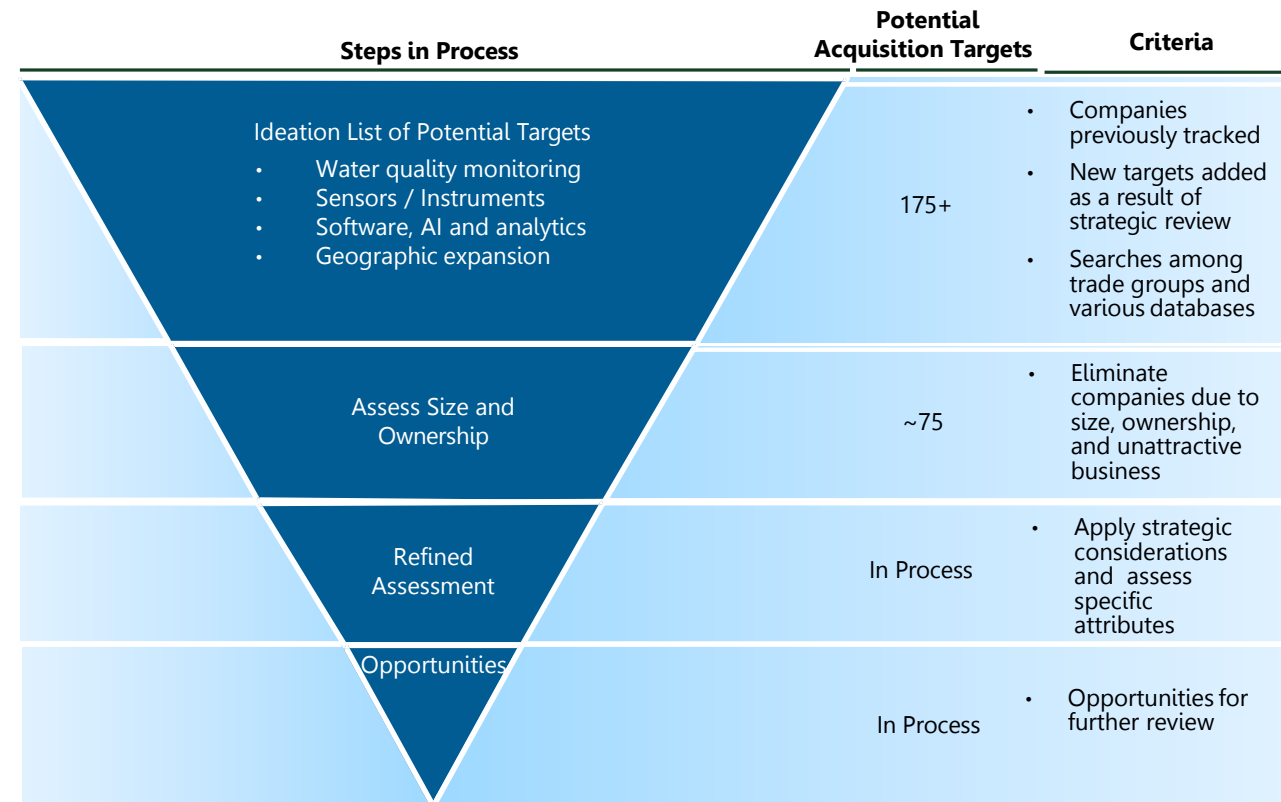 Steps in Process
Potential
Acquisition Targets
Criteria
Ideation List of Potential Targets
• Water quality monitoring
• Sensors / Instruments
• Software, AI and analytics
• Geographic expansion
175+
• Companies
previously tracked
• New targets added
as a result of
strategic review
• Searches among
trade groups and
various databases
Assess Size and
Ownership
~75
• Eliminate
companies due to
size, ownership,
and unattractive
business
Refined
Assessment
In Process
• Apply strategic
considerations
and assess
specific
attributes
Opportunities
In Process
• Opportunities for
further review